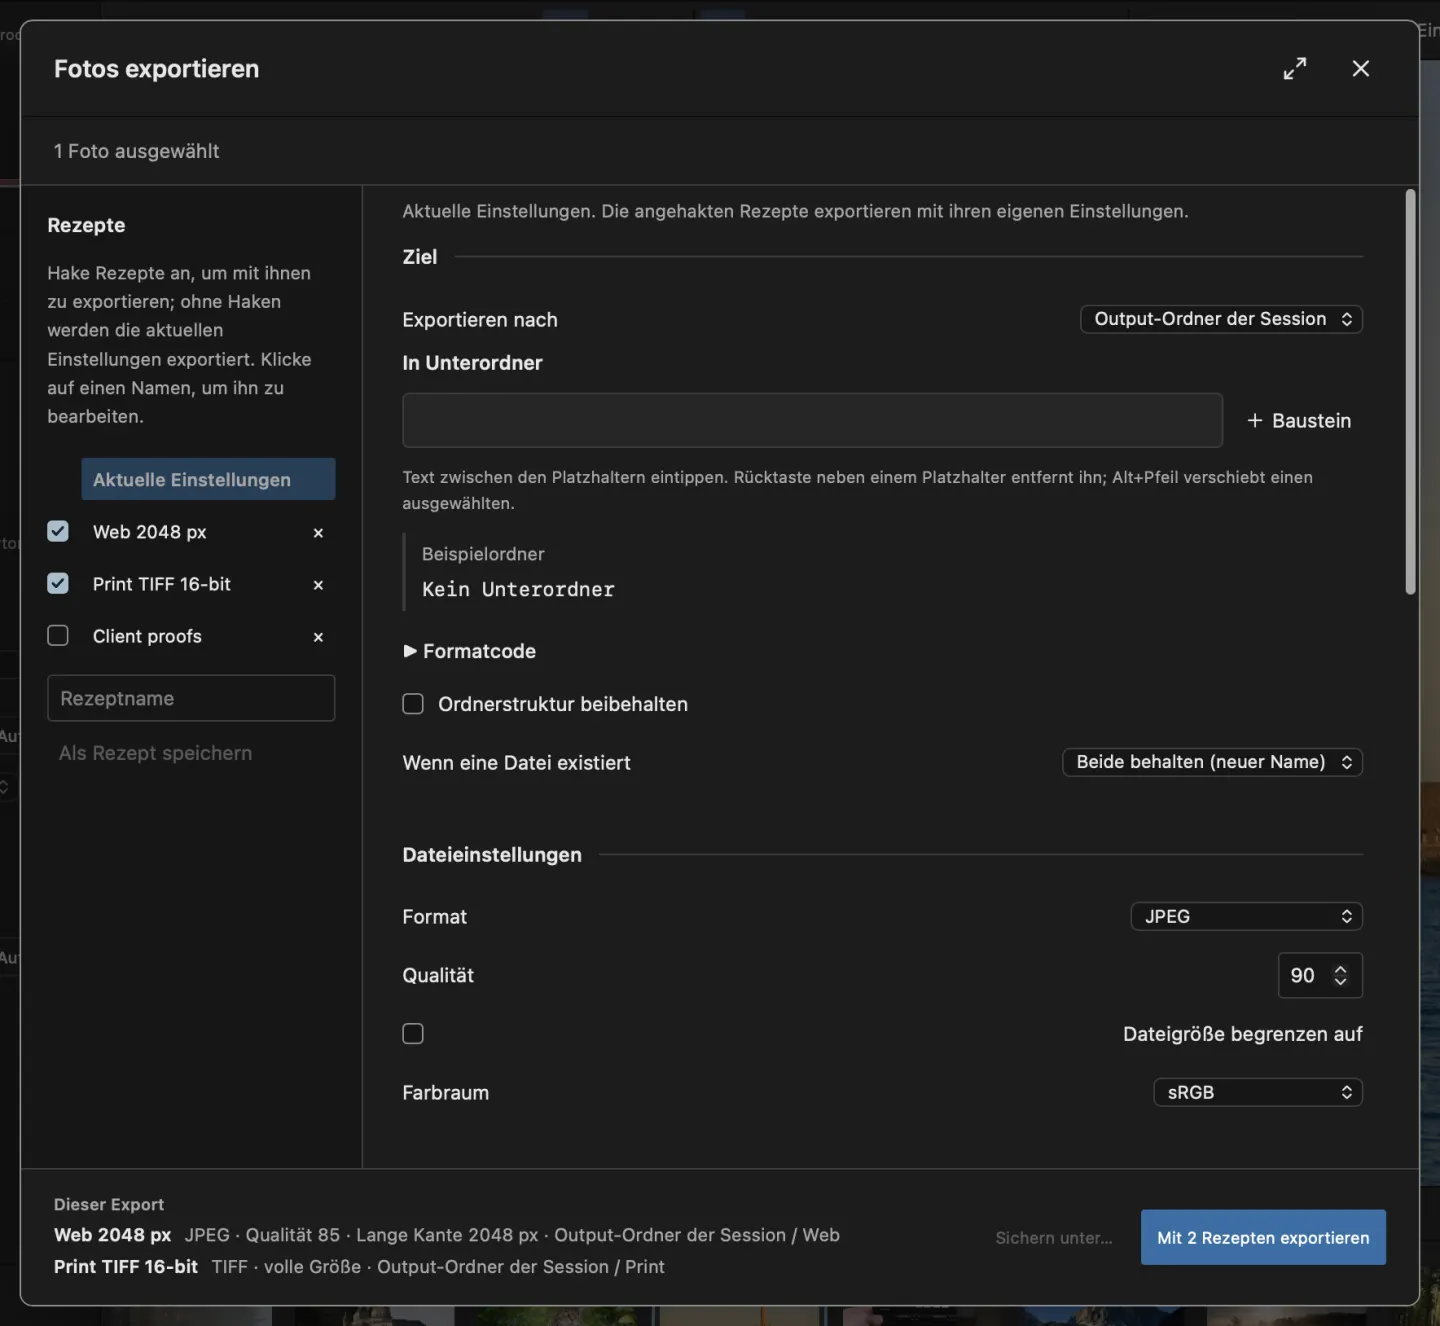 Fotos exportieren
1 Foto ausgewählt
Rezepte
Hake Rezepte an, um mit ihnen
zu exportieren; ohne Haken
werden die aktuellen
Einstellungen exportiert. Klicke
auf einen Namen, um ihn zu
bearbeiten.
Aktuelle Einstellungen
Web 2048 px
Print TIFF 16-bit
Client proofs
Rezeptname
Als Rezept speichern
Aktuelle Einstellungen. Die angehakten Rezepte exportieren mit ihren eigenen Einstellungen.
Ziel
Exportieren nach Output-Ordner der Session
In Unterordner
+ Baustein
Text zwischen den Platzhaltern eintippen. Rücktaste neben einem Platzhalter entfernt ihn; Alt+Pfeil verschiebt einen
ausgewählten.
Beispielordner
Kein Unterordner
Formatcode
Ordnerstruktur beibehalten
Wenn eine Datei existiert Beide behalten (neuer Name)
Dateieinstellungen
Format JPEG
Qualität 90
Dateigröße begrenzen auf
Farbraum sRGB
Dieser Export
Web 2048 px JPEG · Qualität 85 · Lange Kante 2048 px · Output-Ordner der Session / Web
Print TIFF 16-bit TIFF · volle Größe · Output-Ordner der Session / Print
Sichern unter...
Mit 2 Rezepten exportieren